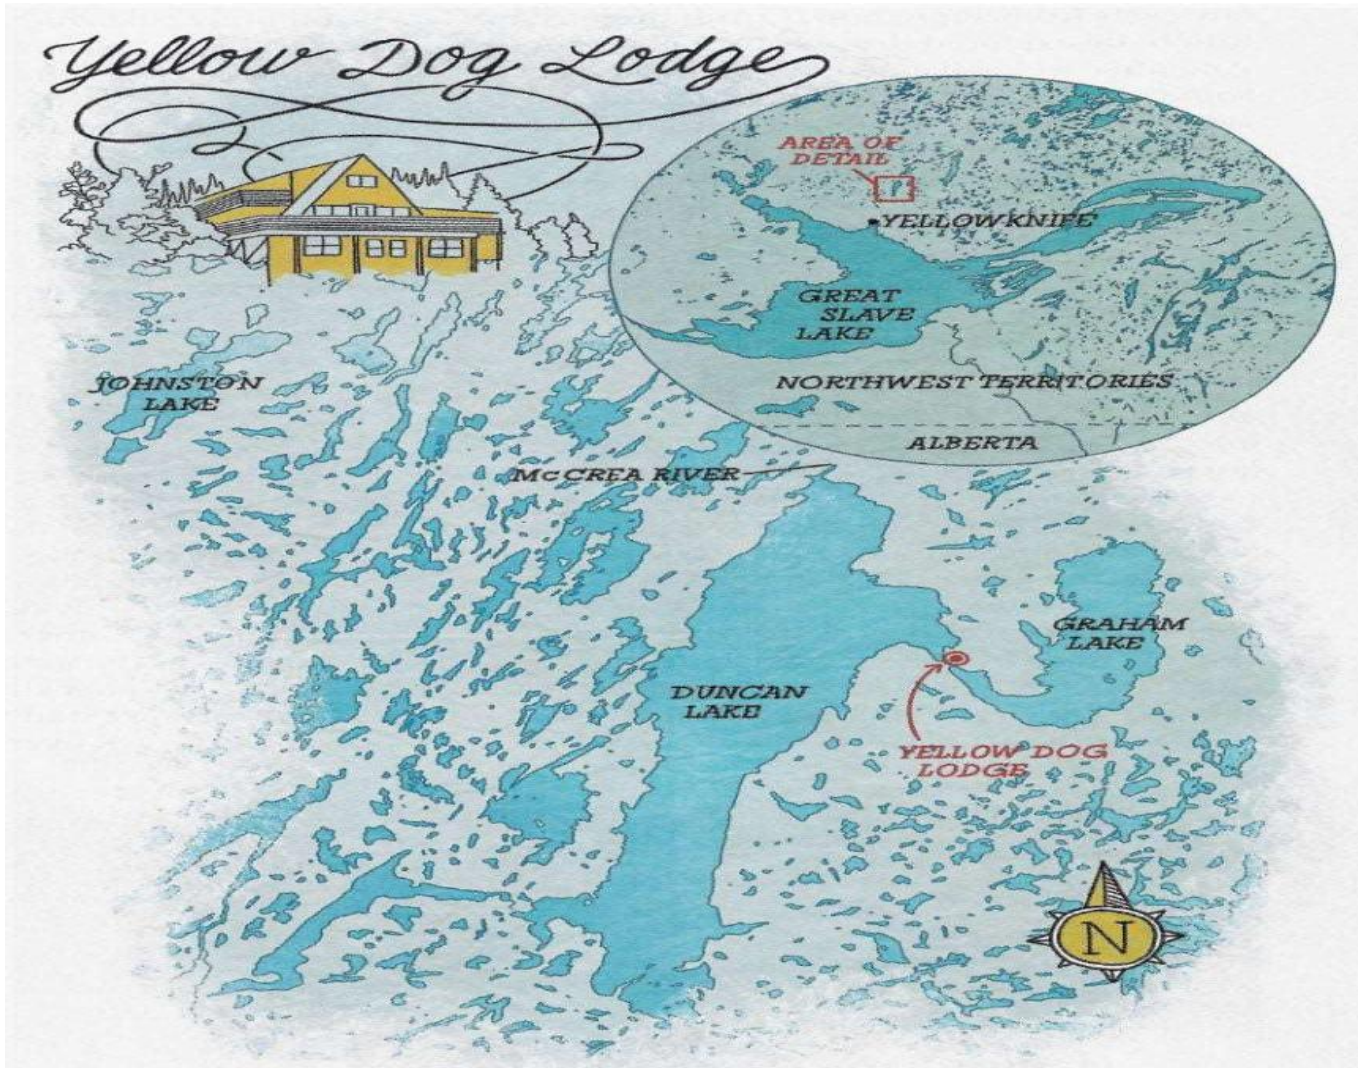 Yellow Dog Lodge
AREA OF
DETAIL
YELLOWKNIFE
GREAT
SLAVE
LAKE
NORTHWEST TERRITORIES
ALBERTA
JOHNSTON
LAKE
McCREA RIVER
GRAHAM
LAKE
DUNCAN
LAKE
YELLOW DOG
LODGE
N